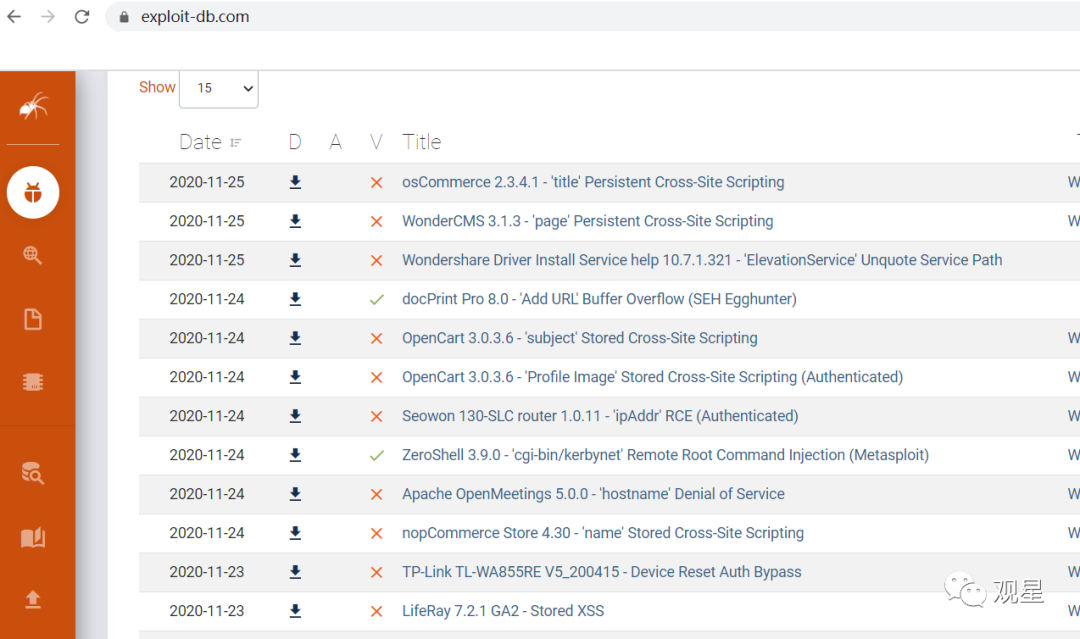 exploit-db.com
Show 15
Date D A V Title
2020-11-25 osCommerce 2.3.4.1 - 'title' Persistent Cross-Site Scripting W
2020-11-25 WonderCMS 3.1.3 - 'page' Persistent Cross-Site Scripting W
2020-11-25 Wondershare Driver Install Service help 10.7.1.321 - 'ElevationService' Unquote Service Path
2020-11-24 docPrint Pro 8.0 - 'Add URL' Buffer Overflow (SEH Egghunter)
2020-11-24 OpenCart 3.0.3.6 - 'subject' Stored Cross-Site Scripting W
2020-11-24 OpenCart 3.0.3.6 - 'Profile Image' Stored Cross-Site Scripting (Authenticated) W
2020-11-24 Seowon 130-SLC router 1.0.11 - 'ipAddr' RCE (Authenticated) W
2020-11-24 ZeroShell 3.9.0 - 'cgi-bin/kerbynet' Remote Root Command Injection (Metasploit) W
2020-11-24 Apache OpenMeetings 5.0.0 - 'hostname' Denial of Service W
2020-11-24 nopCommerce Store 4.30 - 'name' Stored Cross-Site Scripting W
2020-11-23 TP-Link TL-WA855RE V5_200415 - Device Reset Auth Bypass W
2020-11-23 LifeRay 7.2.1 GA2 - Stored XSS W
观星